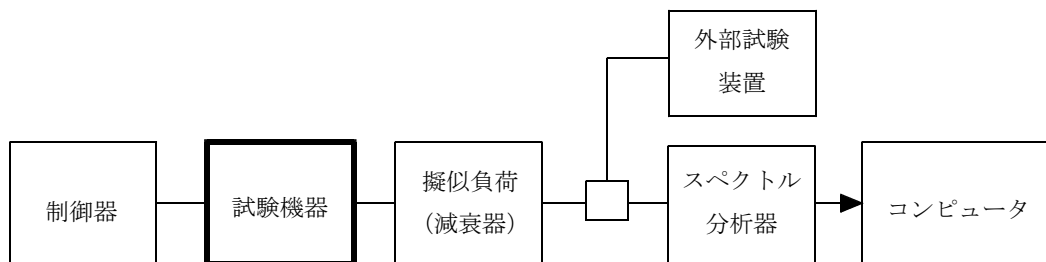 外部試験
装置
制御器
試験機器
擬似負荷
(減衰器)
スペクトル
分析器
コンピュータ